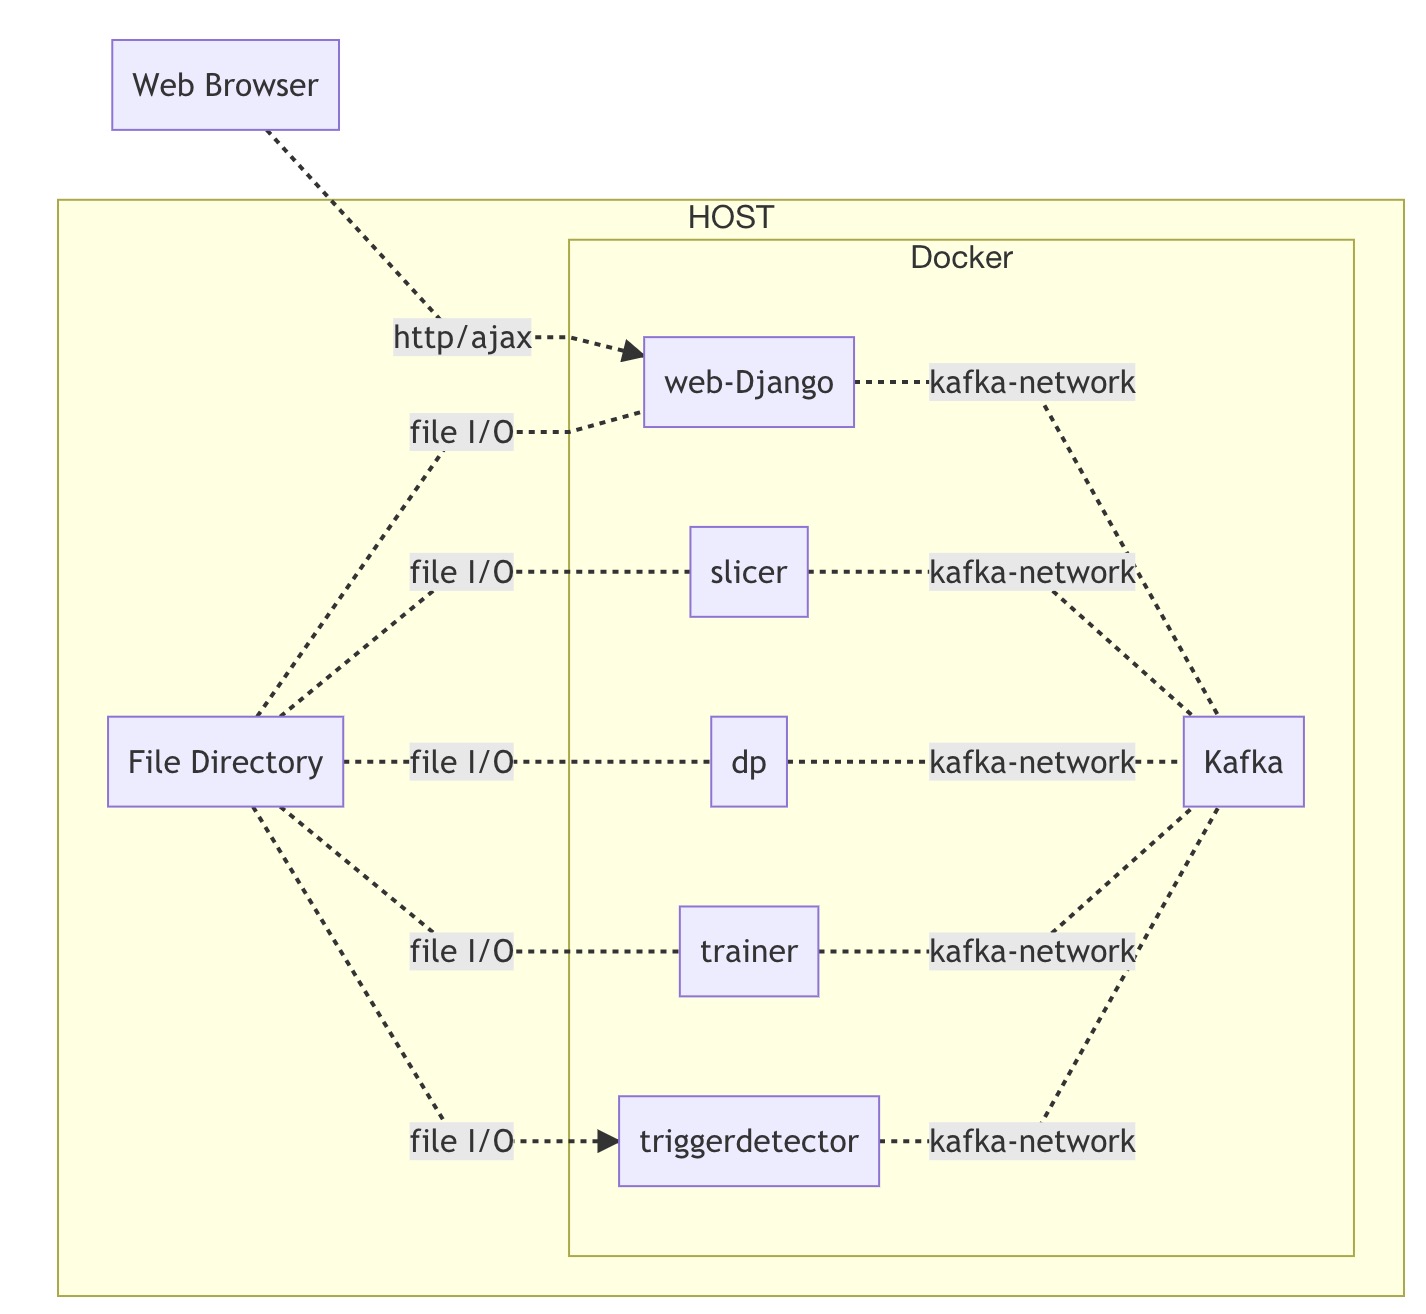 Web Browser
HOST
Docker
http/ajax
web-Django
kafka-network
file I/O
file I/O
slicer
kafka-network
File Directory
file I/O
dp
kafka-network
Kafka
file I/O
trainer
kafka-network
file I/O
triggerdetector
kafka-network